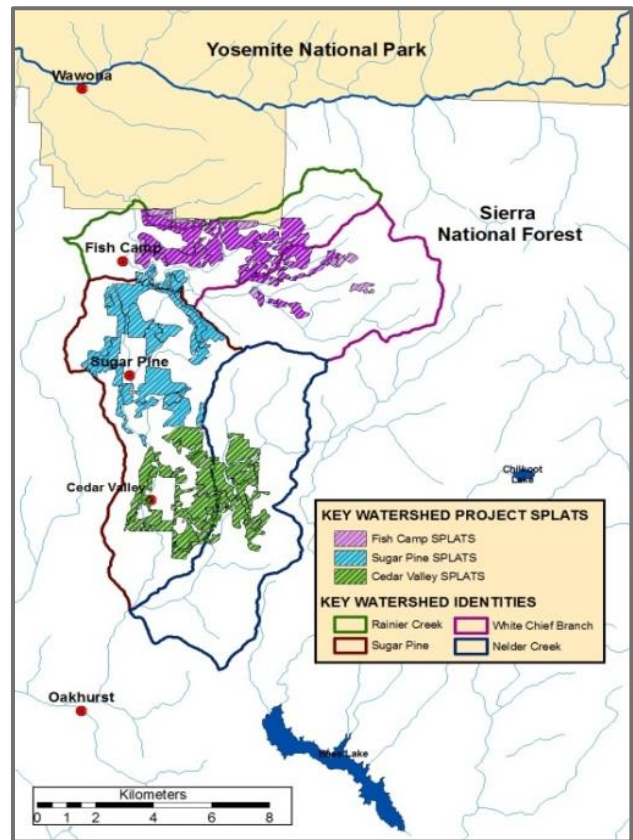 Yosemite National Park
Wawona
Sierra
National Forest
Fish Camp
Sugar Pine
Chilkoot
Lake
Cedar Valley
KEY WATERSHED PROJECT SPLATS
Fish Camp SPLATS
Sugar Pine SPLATS
Cedar Valley SPLATS
KEY WATERSHED IDENTITIES
Rainier Creek
White Chief Branch
Sugar Pine
Nelder Creek
Oakhurst
Bass Lake
Kilometers
0 1 2 4 6 8